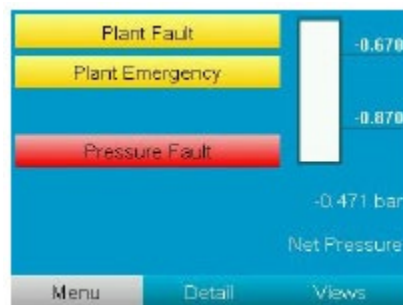 Plant Fault
-0.670
Plant Emergency
-0.870
Pressure Fault
-0.471 bar
Net Pressure
Menu Detail Views